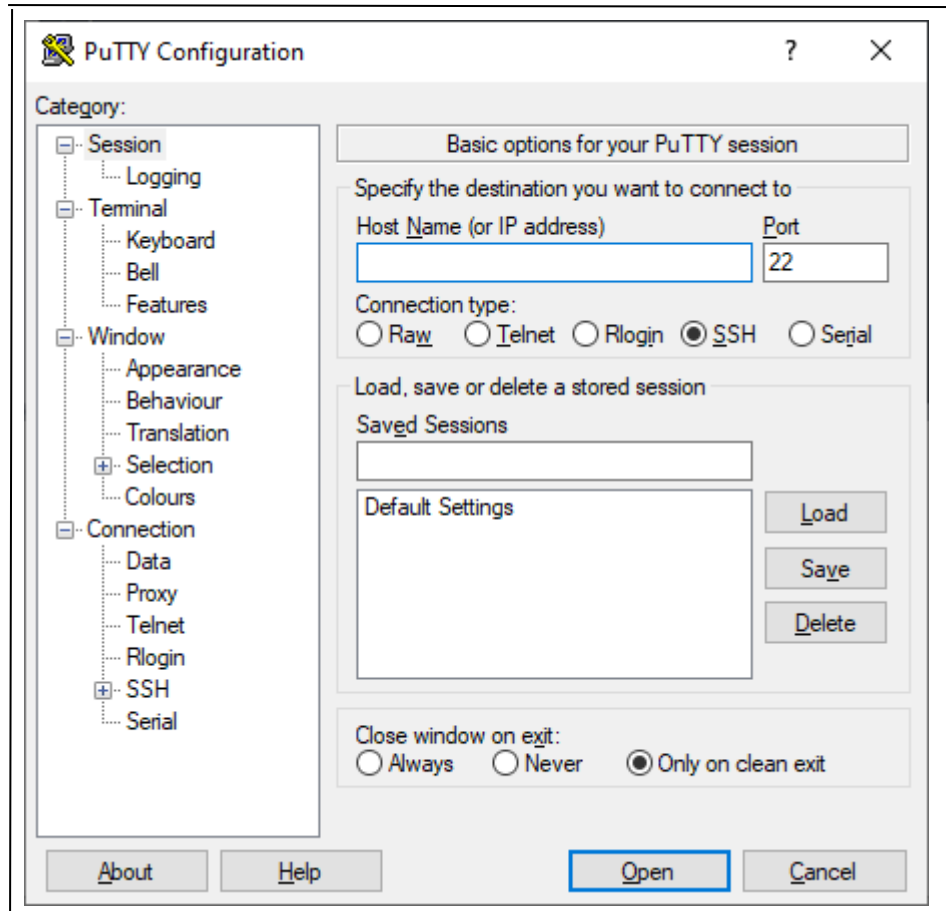 PuTTY Configuration
?
Category:
Session
Logging
Terminal
Keyboard
Bell
Features
Window
Appearance
Behaviour
Translation
Selection
Colours
Connection
Data
Proxy
Telnet
Rlogin
SSH
Serial
Basic options for your PuTTY session
Specify the destination you want to connect to
Host Name (or IP address) Port
22
Connection type:
Raw Telnet Rlogin SSH Serial
Load, save or delete a stored session
Saved Sessions
Default Settings
Load
Save
Delete
Close window on exit:
Always Never Only on clean exit
About Help Open Cancel